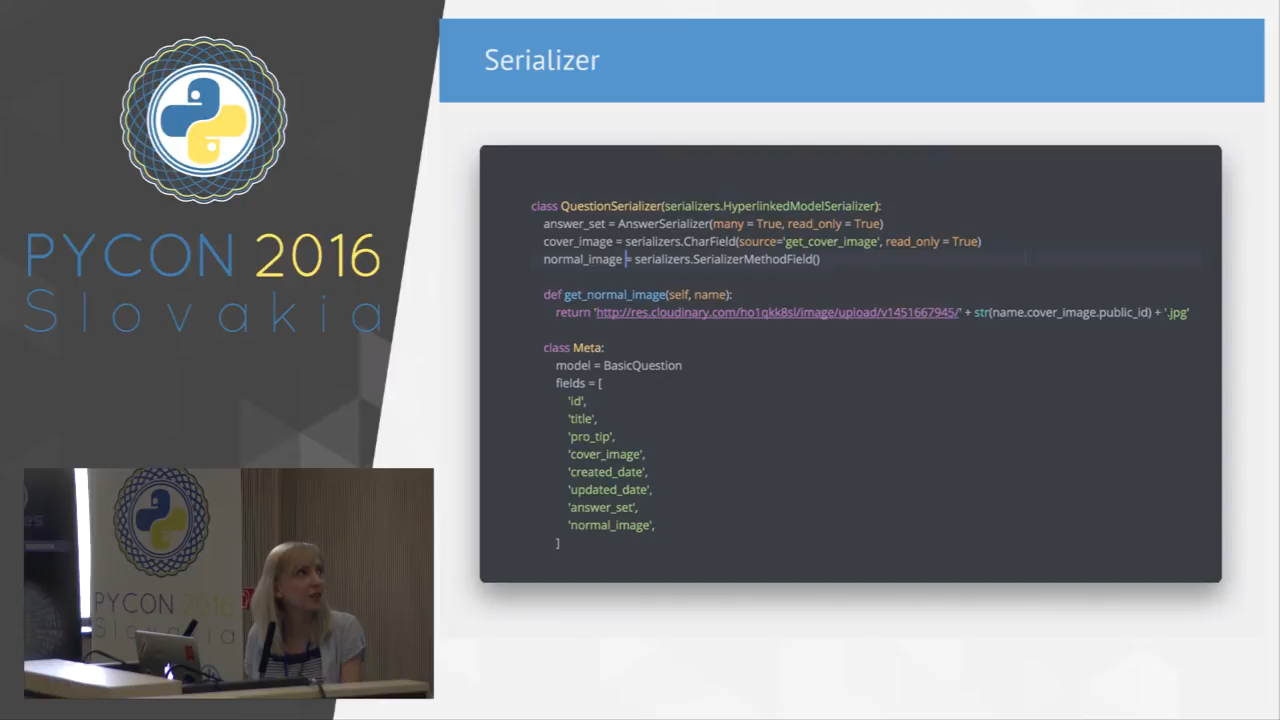 PYCON 2016
Slovakia
Serializer
class QuestionSerializer(serializers.HyperlinkedModelSerializer):
answer_set = AnswerSerializer(many = True, read_only = True)
cover_image = serializers.CharField(source='get_cover_image', read_only = True)
normal_image = serializers.SerializerMethodField()
def get_normal_image(self, name):
return 'http://res.cloudinary.com/ho1qkk8sl/image/upload/v1451667945/' + str(name.cover_image.public_id) + '.jpg'
class Meta:
model = BasicQuestion
fields = [
'id',
'title',
'pro_tip',
'cover_image',
'created_date',
'updated_date',
'answer_set',
'normal_image',
]
PYCON 2016
Slovakia